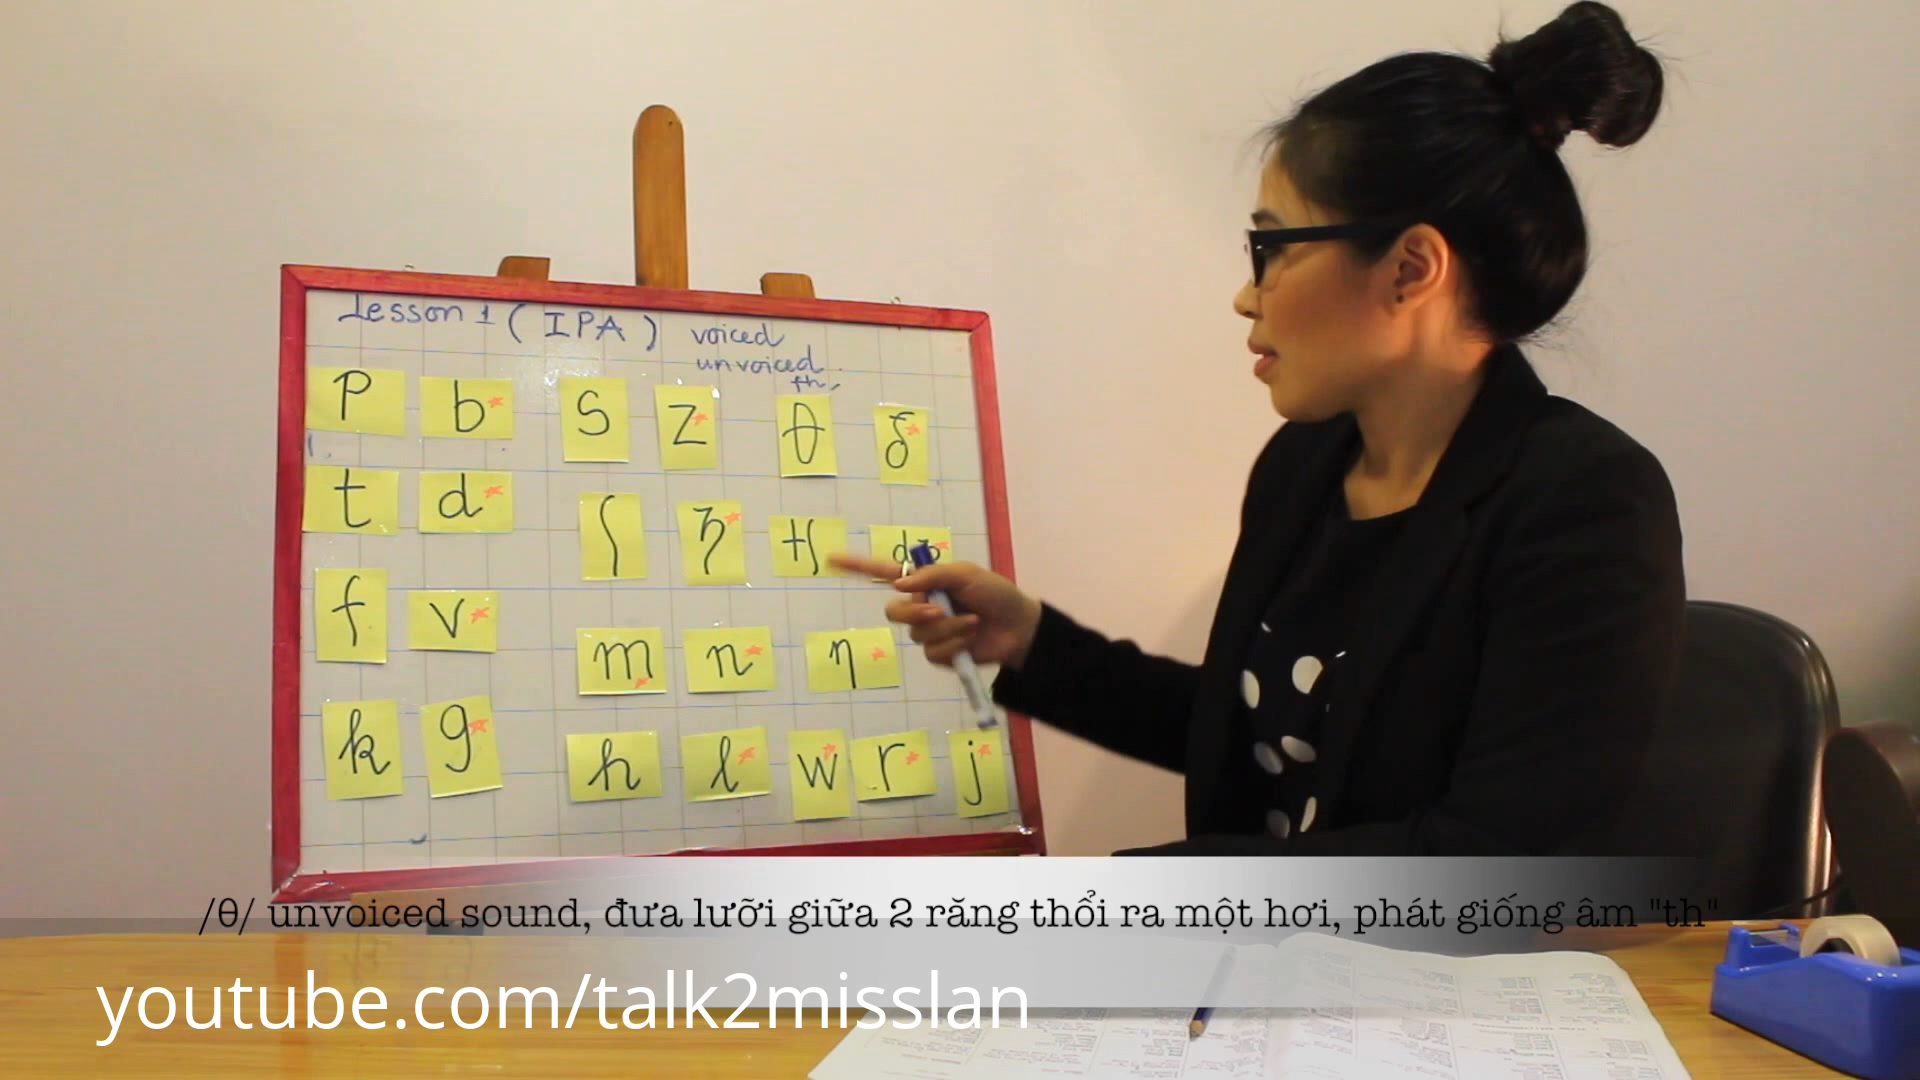 Lesson 1 ( IPA ) voiced
unvoiced
th
p b s z θ ð
t d ʃ ʒ tʃ dʒ
f v m n η
k g h l w r j
/θ/ unvoiced sound, đưa lưỡi giữa 2 răng thổi ra một hơi, phát giống âm "th"
youtube.com/talk2misslan